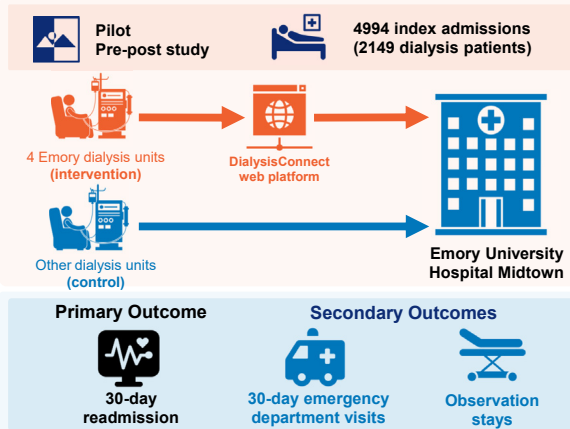 Pilot
Pre-post study
4994 index admissions
(2149 dialysis patients)
4 Emory dialysis units
(intervention)
DialysisConnect
web platform
Other dialysis units
(control)
Emory University
Hospital Midtown
Primary Outcome
Secondary Outcomes
30-day
readmission
30-day emergency
department visits
Observation
stays